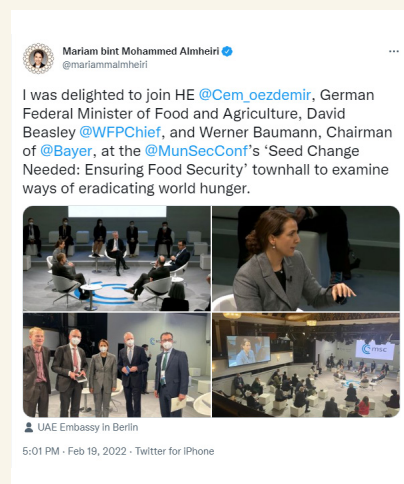 Mariam bint Mohammed Almheiri
@mariammalmheiri
I was delighted to join HE @Cem_oezdemir, German
Federal Minister of Food and Agriculture, David
Beasley @WFPChief, and Werner Baumann, Chairman
of @Bayer, at the @MunSecConf's ‘Seed Change
Needed: Ensuring Food Security’ townhall to examine
ways of eradicating world hunger.
msc
UAE Embassy in Berlin
5:01 PM · Feb 19, 2022 · Twitter for iPhone